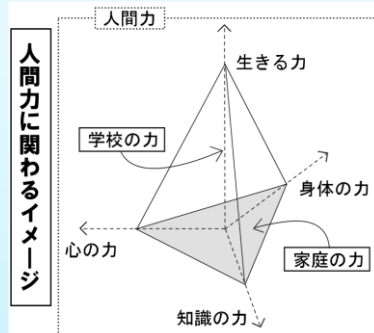 人間力に関わるイメージ
人間力
生きる力
学校の力
身体の力
心の力
家庭の力
知識の力